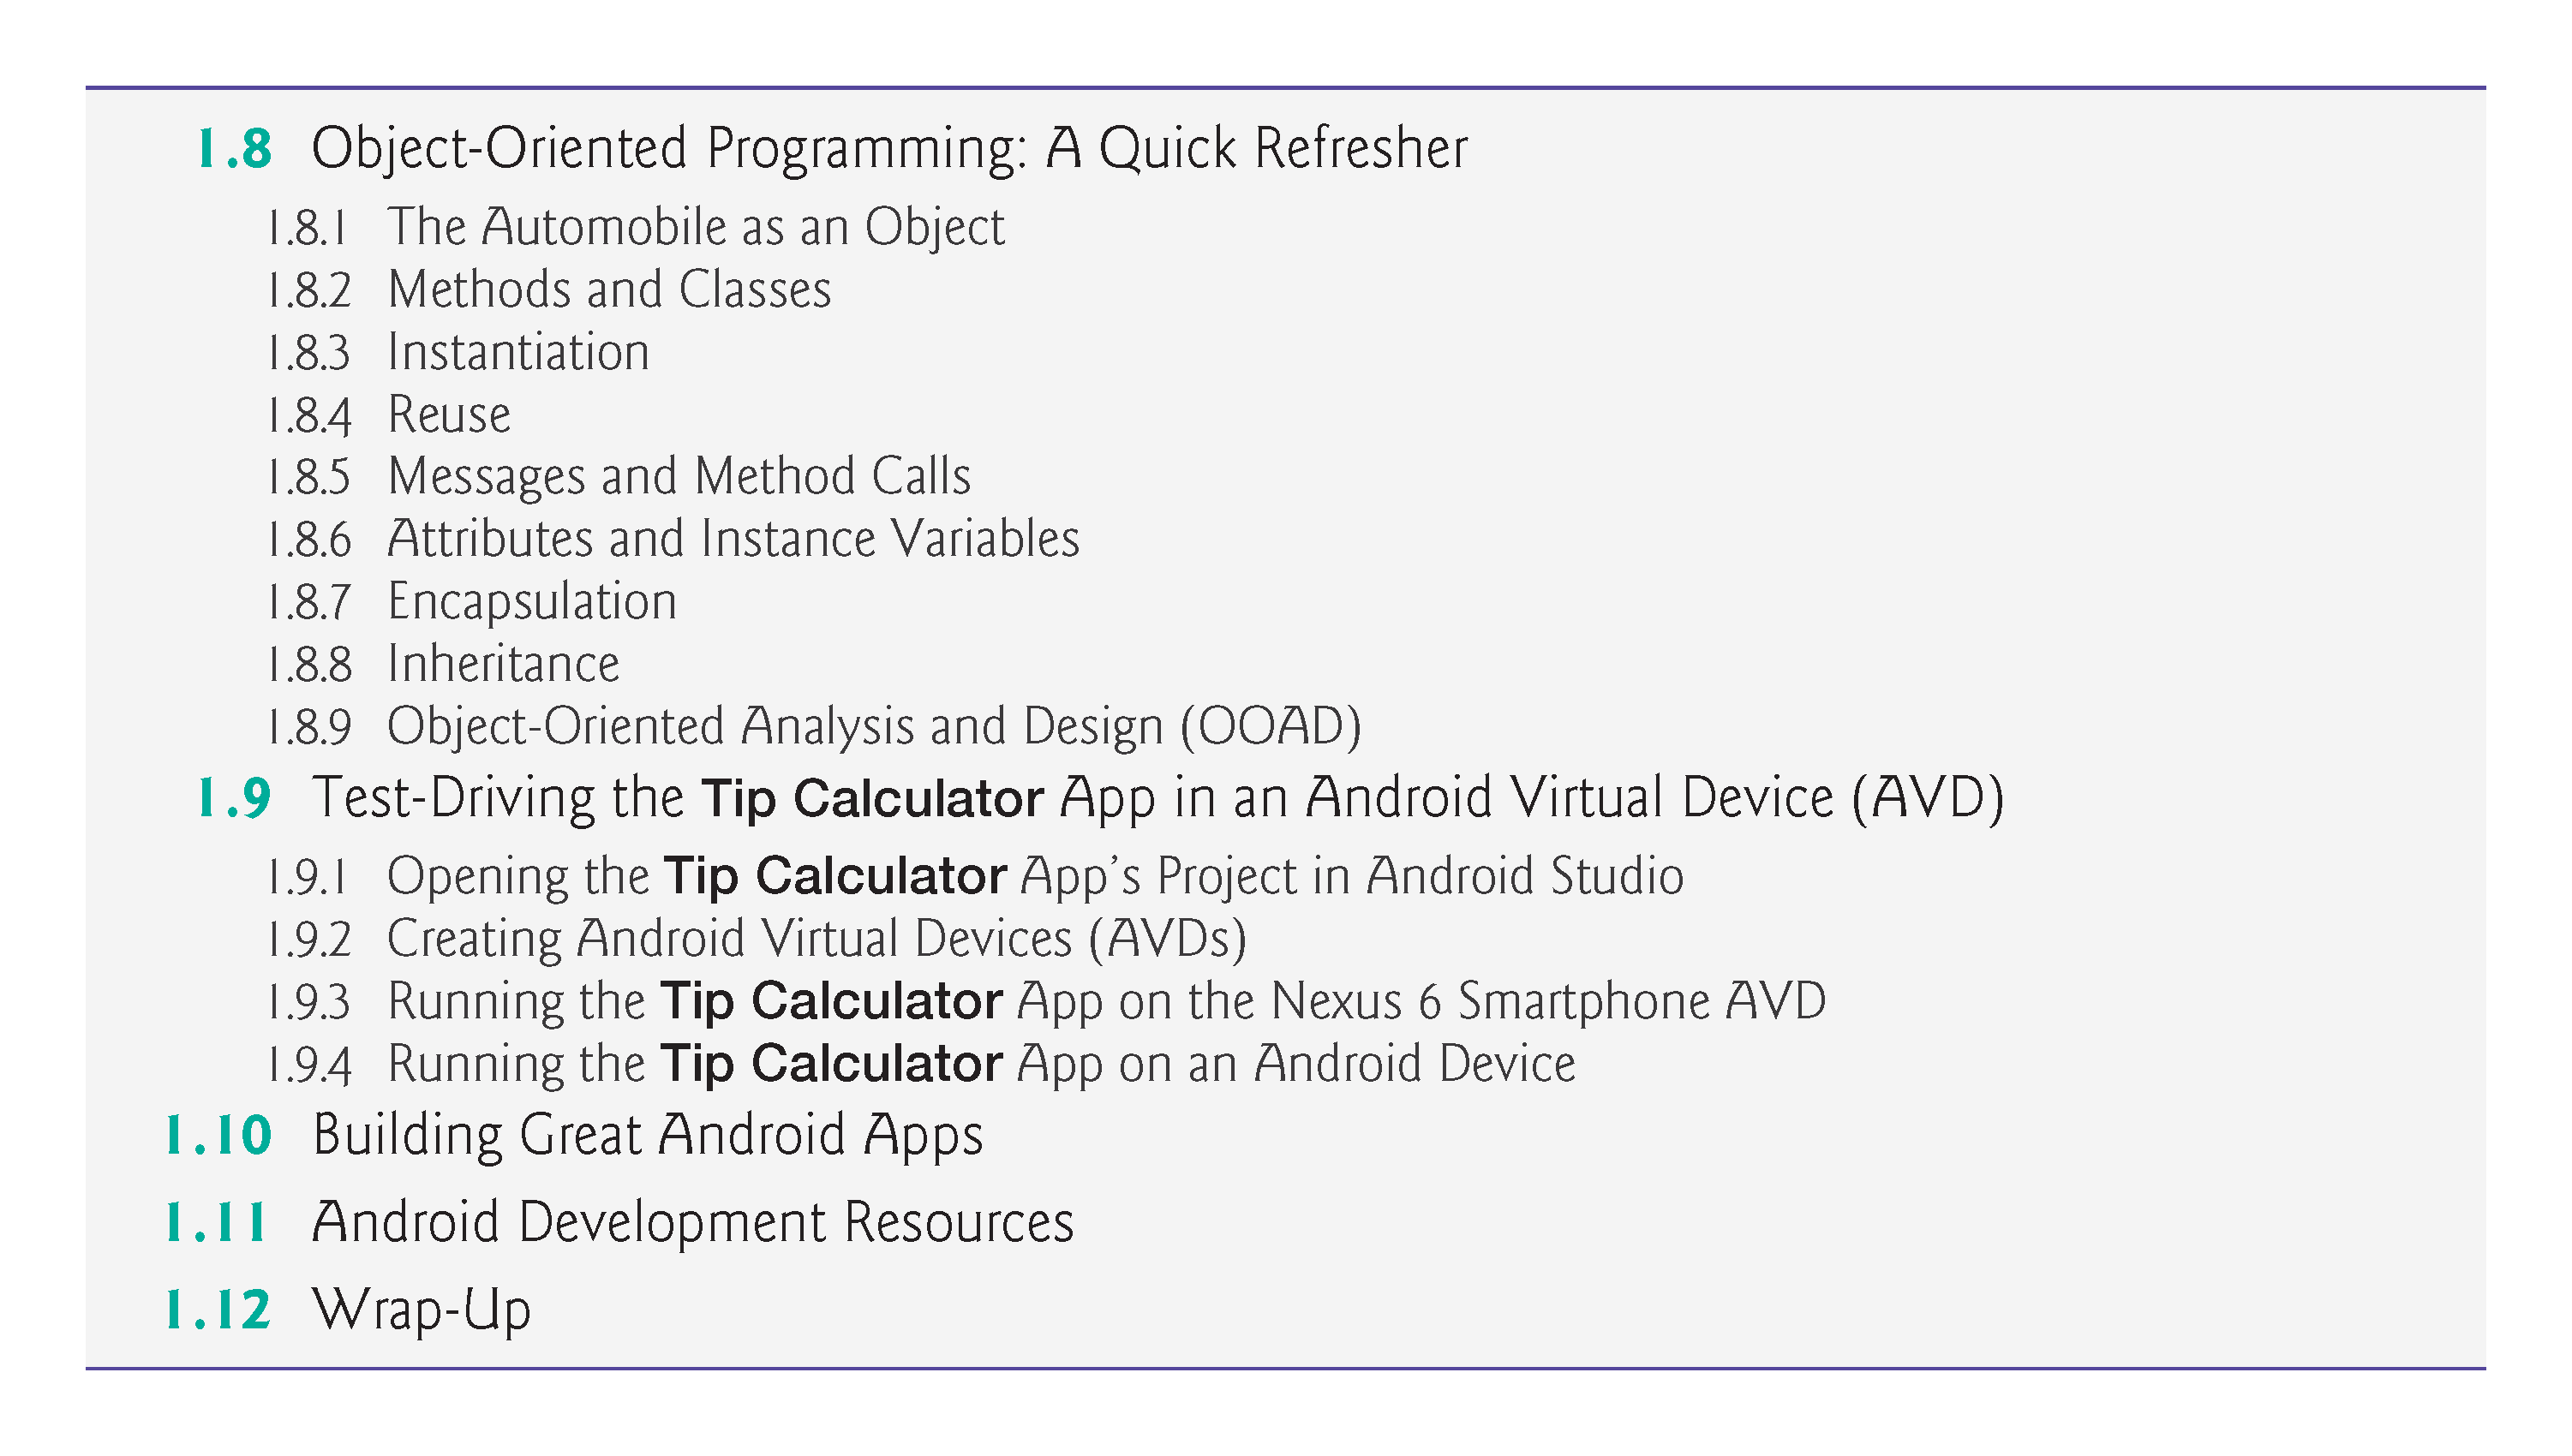 1.8 Object-Oriented Programming: A Quick Refresher
1.8.1 The Automobile as an Object
1.8.2 Methods and Classes
1.8.3 Instantiation
1.8.4 Reuse
1.8.5 Messages and Method Calls
1.8.6 Attributes and Instance Variables
1.8.7 Encapsulation
1.8.8 Inheritance
1.8.9 Object-Oriented Analysis and Design (OOAD)
1.9 Test-Driving the Tip Calculator App in an Android Virtual Device (AVD)
1.9.1 Opening the Tip Calculator App’s Project in Android Studio
1.9.2 Creating Android Virtual Devices (AVDs)
1.9.3 Running the Tip Calculator App on the Nexus 6 Smartphone AVD
1.9.4 Running the Tip Calculator App on an Android Device
1.10 Building Great Android Apps
1.11 Android Development Resources
1.12 Wrap-Up